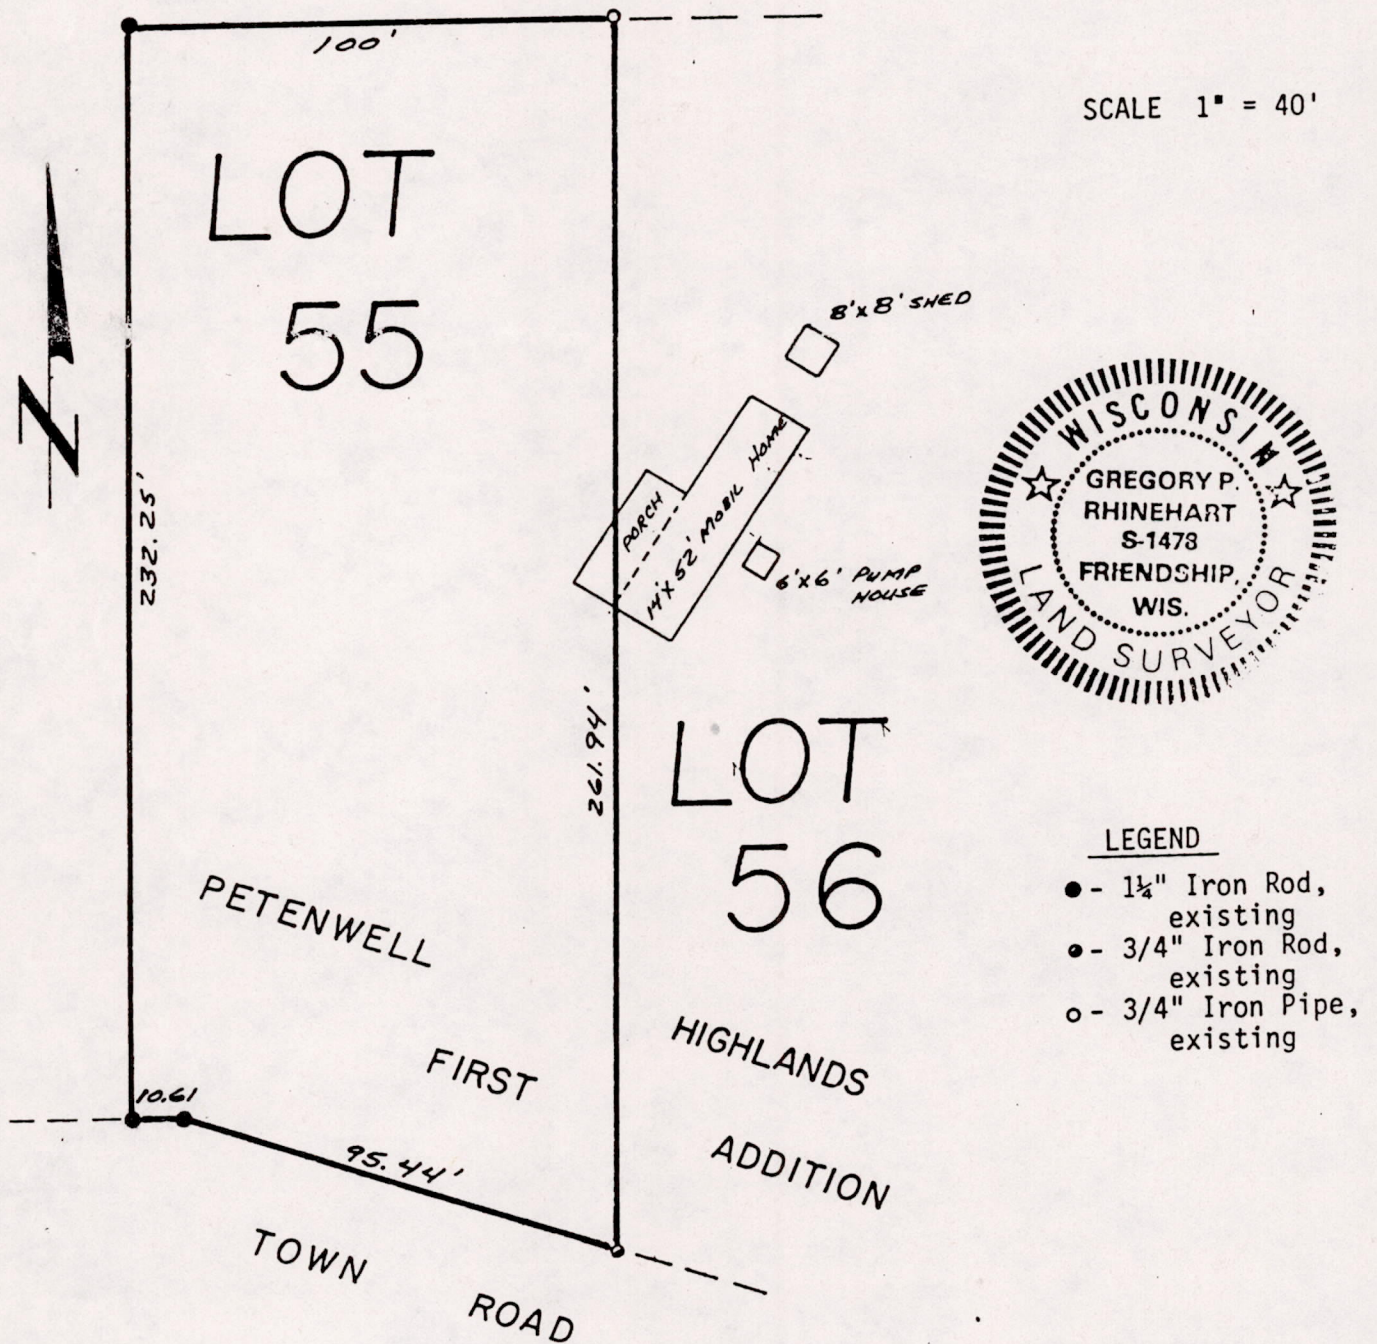 100'
SCALE 1" = 40'
LOT
55
N
8'x8' SHED
WISCONSIN
GREGORY P.
RHINEHART
S-1478
FRIENDSHIP,
WIS.
LAND SURVEYOR
232.25'
PORCH
14'x52' MOBIL HOME
6'x6' PUMP
HOUSE
261.94'
LOT
56
LEGEND
● - 1¼" Iron Rod,
existing
- 3/4" Iron Rod,
existing
○ - 3/4" Iron Pipe,
existing
PETENWELL
HIGHLANDS
FIRST
ADDITION
10.61
95.44'
TOWN
ROAD